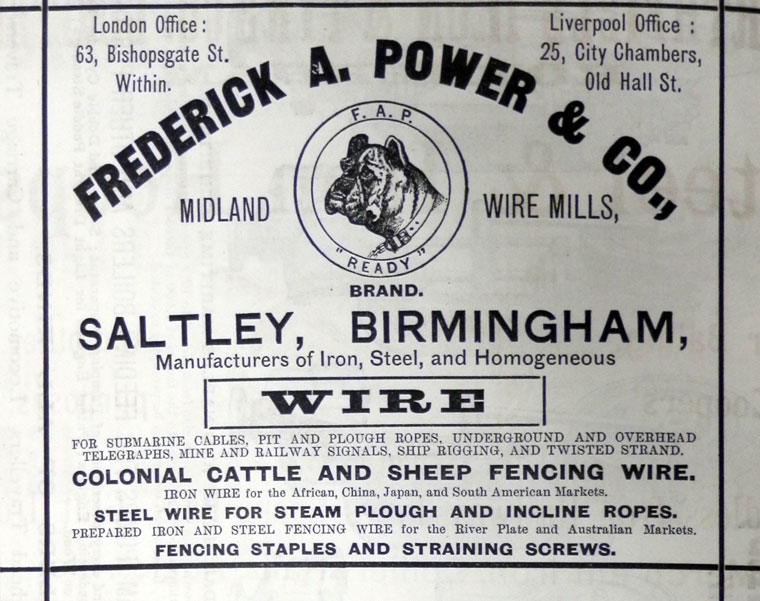 London Office :
63, Bishopsgate St.
Within.
Liverpool Office :
25, City Chambers,
Old Hall St.
FREDERICK A. POWER & CO.,
F. A. P.
MIDLAND
WIRE MILLS,
"READY"
BRAND.
SALTLEY, BIRMINGHAM,
Manufacturers of Iron, Steel, and Homogeneous
WIRE
FOR SUBMARINE CABLES, PIT AND PLOUGH ROPES, UNDERGROUND AND OVERHEAD
TELEGRAPHS, MINE AND RAILWAY SIGNALS, SHIP RIGGING, AND TWISTED STRAND.
COLONIAL CATTLE AND SHEEP FENCING WIRE.
IRON WIRE for the African, China, Japan, and South American Markets.
STEEL WIRE FOR STEAM PLOUGH AND INCLINE ROPES.
PREPARED IRON AND STEEL FENCING WIRE for the River Plate and Australian Markets.
FENCING STAPLES AND STRAINING SCREWS.